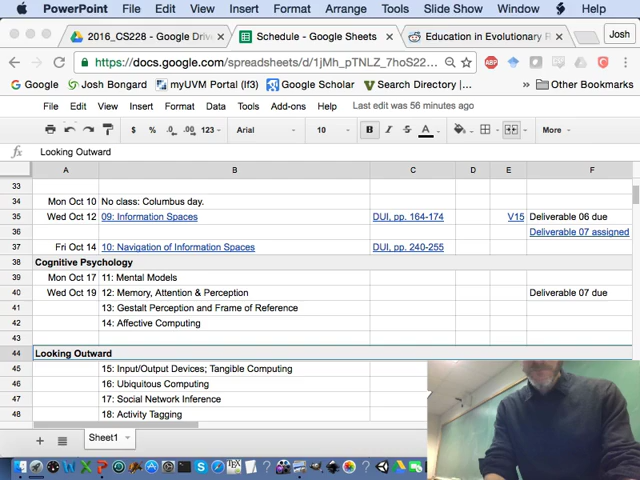 PowerPoint File Edit View Insert Format Arrange Tools Slide Show Window Help
2016_CS228 - Google Driv Schedule - Google Sheets Education in Evolutionary Josh
https://docs.google.com/spreadsheets/d/1jMh_pTNLZ_7hoS22...
Google Josh Bongard myUVM Portal (lf3) Google Scholar Search Directory... » Other Bookmarks
File Edit View Insert Format Data Tools Add-ons Help Last edit was 56 minutes ago
$ % .0 .00 123 Arial 10 B I S A More
fx Looking Outward
A B C D E F
33
34 Mon Oct 10 No class: Columbus day.
35 Wed Oct 12 09: Information Spaces DUI, pp. 164-174 V15 Deliverable 06 due
36 Deliverable 07 assigned
37 Fri Oct 14 10: Navigation of Information Spaces DUI, pp. 240-255
38 Cognitive Psychology
39 Mon Oct 17 11: Mental Models
40 Wed Oct 19 12: Memory, Attention & Perception Deliverable 07 due
41 13: Gestalt Perception and Frame of Reference
42 14: Affective Computing
43
44 Looking Outward
45 15: Input/Output Devices; Tangible Computing
46 16: Ubiquitous Computing
47 17: Social Network Inference
48 18: Activity Tagging
+ Sheet1